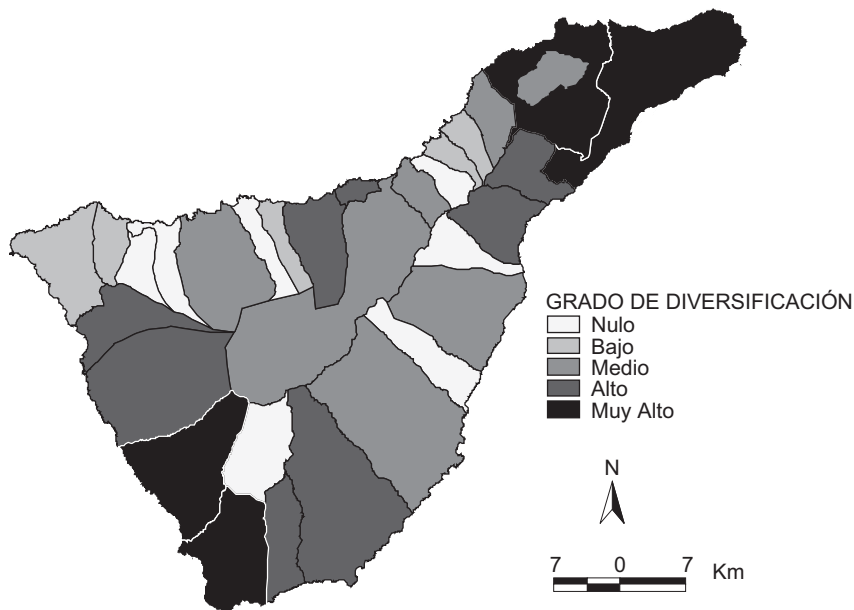 GRADO DE DIVERSIFICACIÓN
Nulo
Bajo
Medio
Alto
Muy Alto
N
7 0 7 Km